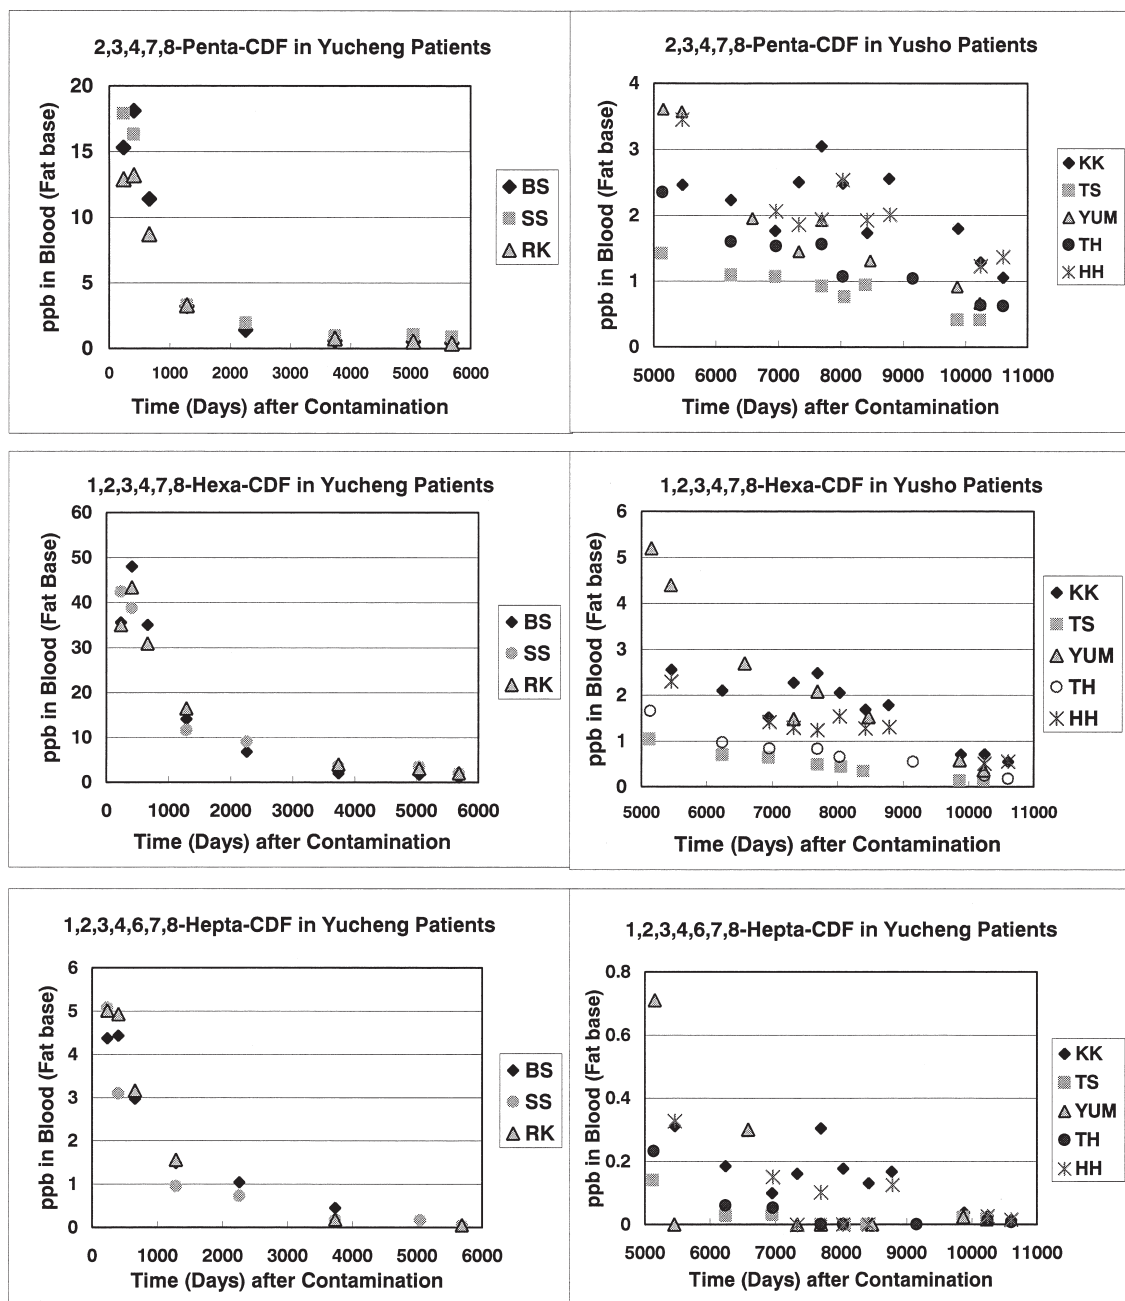 2,3,4,7,8-Penta-CDF in Yucheng Patients
20
15
10
5
0
ppb in Blood (Fat base)
0 1000 2000 3000 4000 5000 6000
Time (Days) after Contamination
BS
SS
RK
2,3,4,7,8-Penta-CDF in Yusho Patients
4
3
2
1
0
ppb in Blood (Fat base)
5000 6000 7000 8000 9000 10000 11000
Time (Days) after Contamination
KK
TS
YUM
TH
HH
1,2,3,4,7,8-Hexa-CDF in Yucheng Patients
60
50
40
30
20
10
0
ppb in Blood (Fat Base)
0 1000 2000 3000 4000 5000 6000
Time (Days) after Contamination
BS
SS
RK
1,2,3,4,7,8-Hexa-CDF in Yusho Patients
6
5
4
3
2
1
0
ppb in Blood (Fat base)
5000 6000 7000 8000 9000 10000 11000
Time (Days) after Contamination
KK
TS
YUM
TH
HH
1,2,3,4,6,7,8-Hepta-CDF in Yucheng Patients
6
5
4
3
2
1
0
ppb in Blood (Fat base)
0 1000 2000 3000 4000 5000 6000
Time (Days) after Contamination
BS
SS
RK
1,2,3,4,6,7,8-Hepta-CDF in Yucheng Patients
0.8
0.6
0.4
0.2
0
ppb in Blood (Fat base)
5000 6000 7000 8000 9000 10000 11000
Time (Days) after Contamination
KK
TS
YUM
TH
HH